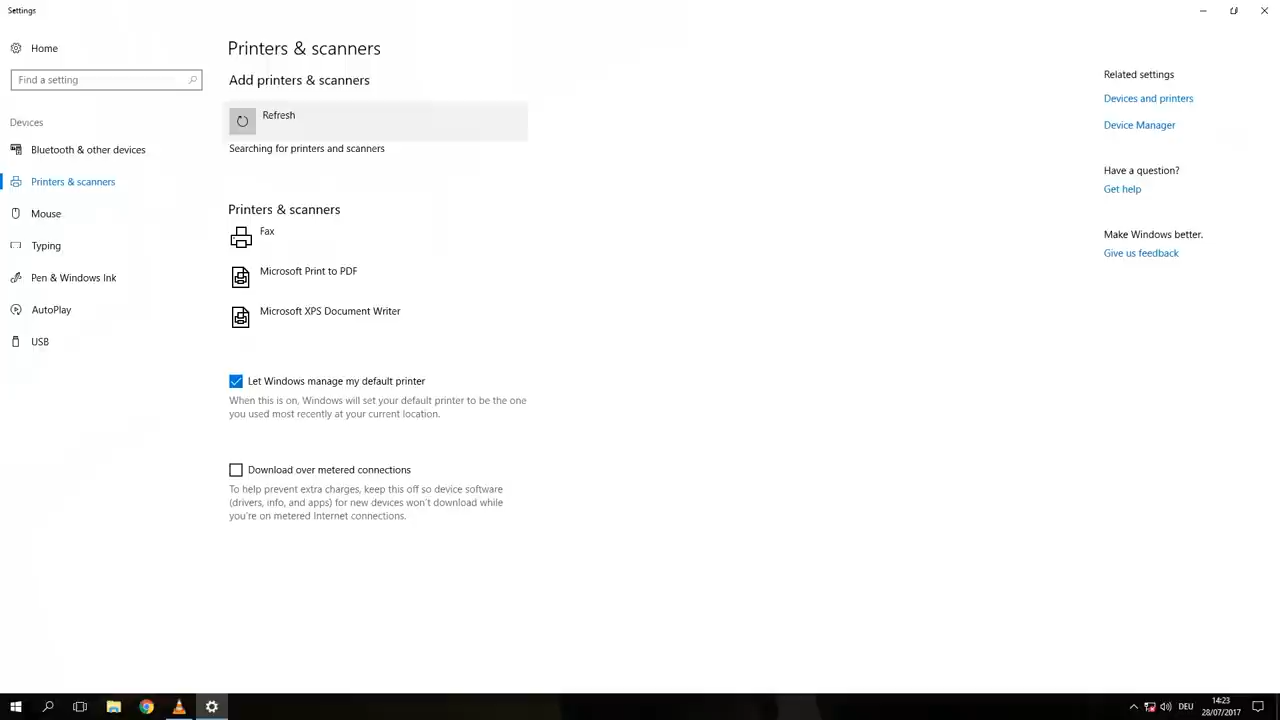 Settings
Home
Find a setting
Devices
Bluetooth & other devices
Printers & scanners
Mouse
Typing
Pen & Windows Ink
AutoPlay
USB
Printers & scanners
Add printers & scanners
Refresh
Searching for printers and scanners
Printers & scanners
Fax
Microsoft Print to PDF
Microsoft XPS Document Writer
Let Windows manage my default printer
When this is on, Windows will set your default printer to be the one
you used most recently at your current location.
Download over metered connections
To help prevent extra charges, keep this off so device software
(drivers, info, and apps) for new devices won't download while
you're on metered Internet connections.
Related settings
Devices and printers
Device Manager
Have a question?
Get help
Make Windows better.
Give us feedback
DEU
14:23
28/07/2017